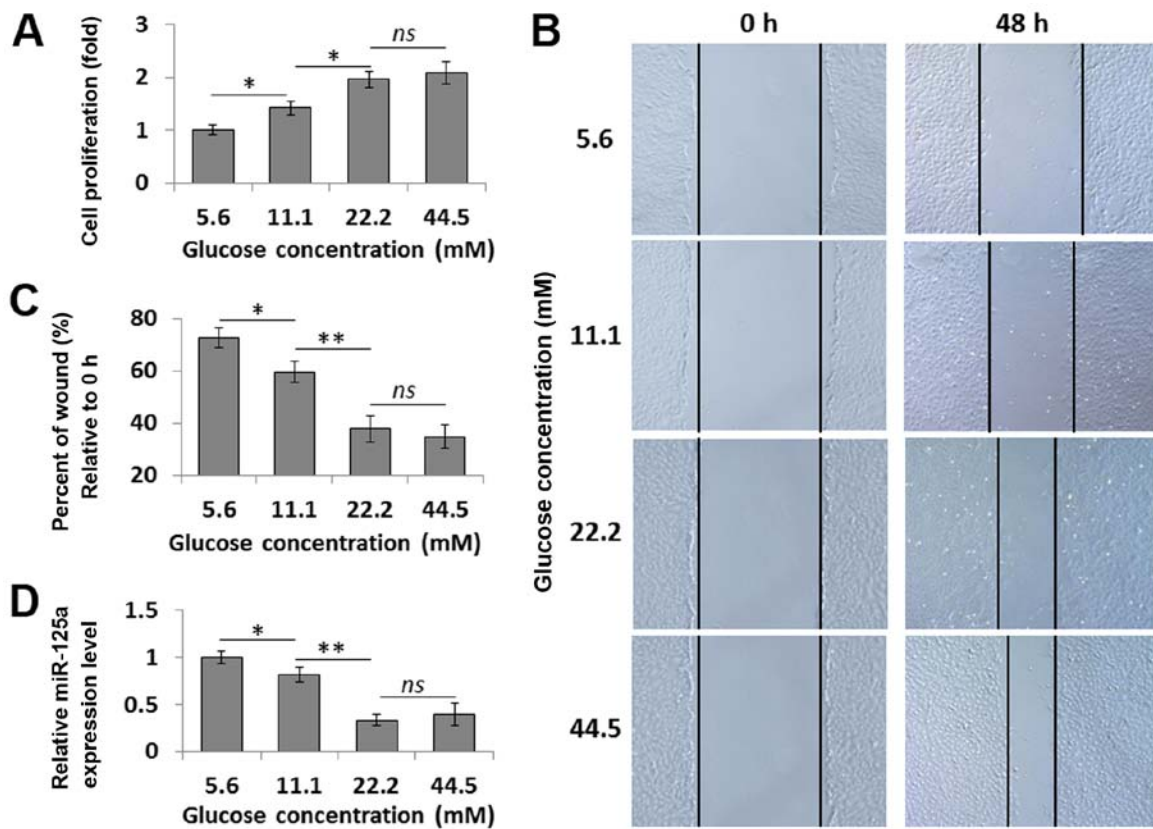 A
Cell proliferation (fold)
3
2
1
0
*
*
ns
5.6 11.1 22.2 44.5
Glucose concentration (mM)
B
0 h 48 h
Glucose concentration (mM)
5.6
11.1
22.2
44.5
C
Percent of wound (%)
Relative to 0 h
80
60
40
20
*
**
ns
5.6 11.1 22.2 44.5
Glucose concentration (mM)
D
Relative miR-125a
expression level
1.5
1
0.5
0
*
**
ns
5.6 11.1 22.2 44.5
Glucose concentration (mM)